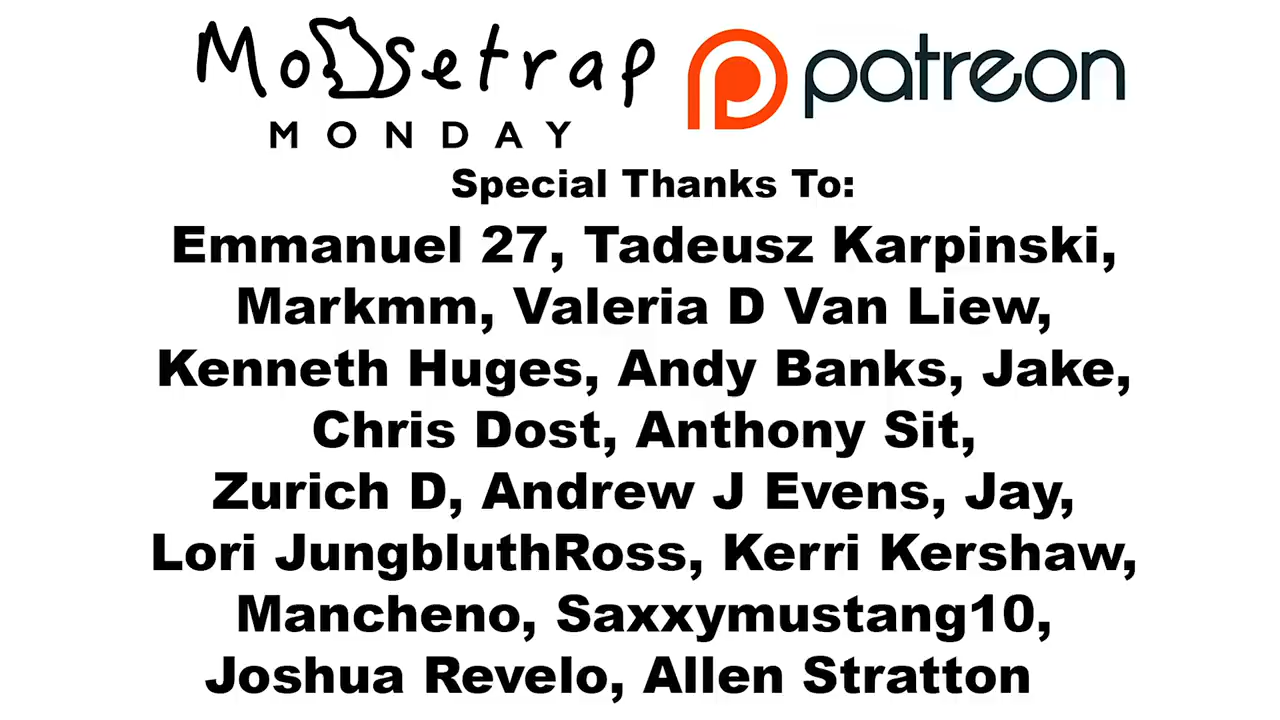 Mousetrap patreon
MONDAY
Special Thanks To:
Emmanuel 27, Tadeusz Karpinski,
Markmm, Valeria D Van Liew,
Kenneth Huges, Andy Banks, Jake,
Chris Dost, Anthony Sit,
Zurich D, Andrew J Evens, Jay,
Lori JungbluthRoss, Kerri Kershaw,
Mancheno, Saxxymustang10,
Joshua Revelo, Allen Stratton